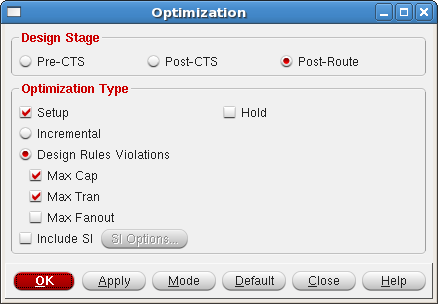 Optimization
Design Stage
Pre-CTS Post-CTS Post-Route
Optimization Type
Setup Hold
Incremental
Design Rules Violations
Max Cap
Max Tran
Max Fanout
Include SI SI Options...
OK Apply Mode Default Close Help